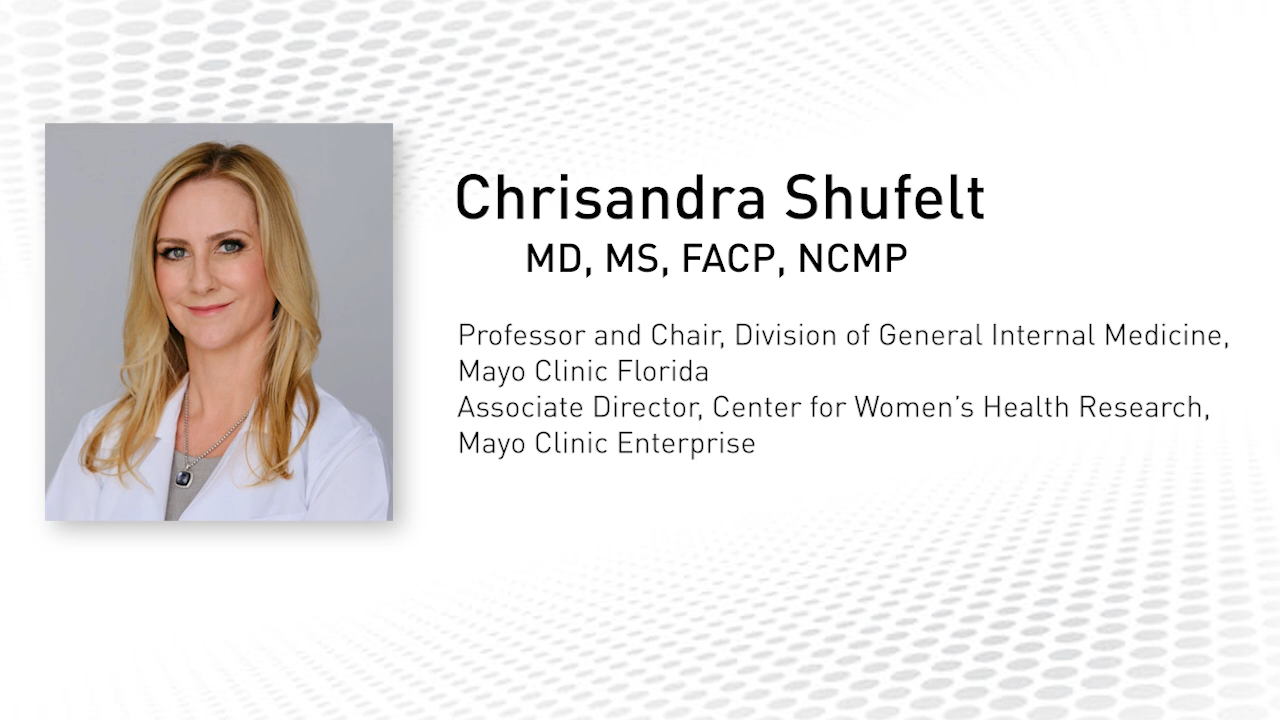 Chrisandra Shufelt
MD, MS, FACP, NCMP
Professor and Chair, Division of General Internal Medicine,
Mayo Clinic Florida
Associate Director, Center for Women’s Health Research,
Mayo Clinic Enterprise